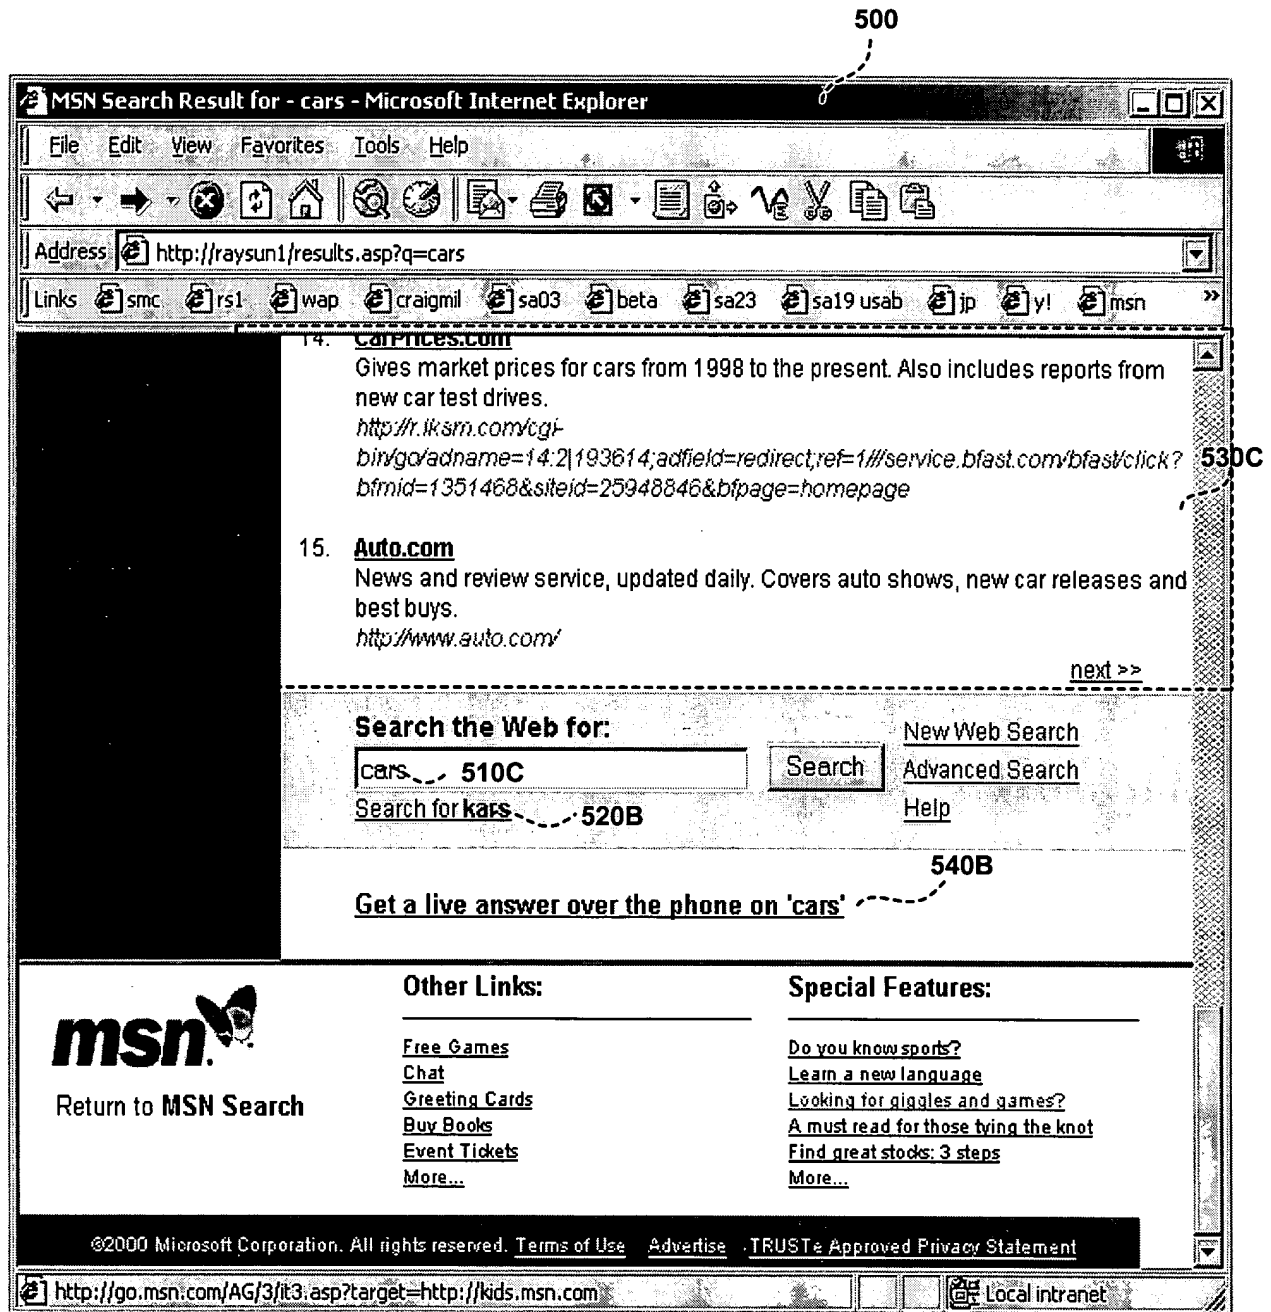 500
MSN Search Result for - cars - Microsoft Internet Explorer
File Edit View Favorites Tools Help
Address http://raysun1/results.asp?q=cars
Links smc rs1 wap craigmil sa03 beta sa23 sa19 usab jp y! msn »
14. CarPrices.com
Gives market prices for cars from 1998 to the present. Also includes reports from
new car test drives.
http://r.lksm.com/cgi-
bin/go/adname=14:2|193614;adfield=redirect;ref=1///service.bfast.com/bfast/click?
bfmid=1351468&siteid=25948846&bfpage=homepage
530C
15. Auto.com
News and review service, updated daily. Covers auto shows, new car releases and
best buys.
http://www.auto.com/
next >>
Search the Web for:
cars 510C
Search
Search for kars 520B
New Web Search
Advanced Search
Help
540B
Get a live answer over the phone on 'cars'
msn.
Return to MSN Search
Other Links:
Free Games
Chat
Greeting Cards
Buy Books
Event Tickets
More...
Special Features:
Do you know sports?
Learn a new language
Looking for giggles and games?
A must read for those tying the knot
Find great stocks: 3 steps
More...
©2000 Microsoft Corporation. All rights reserved. Terms of Use Advertise TRUSTe Approved Privacy Statement
http://go.msn.com/AG/3/it3.asp?target=http://kids.msn.com Local intranet